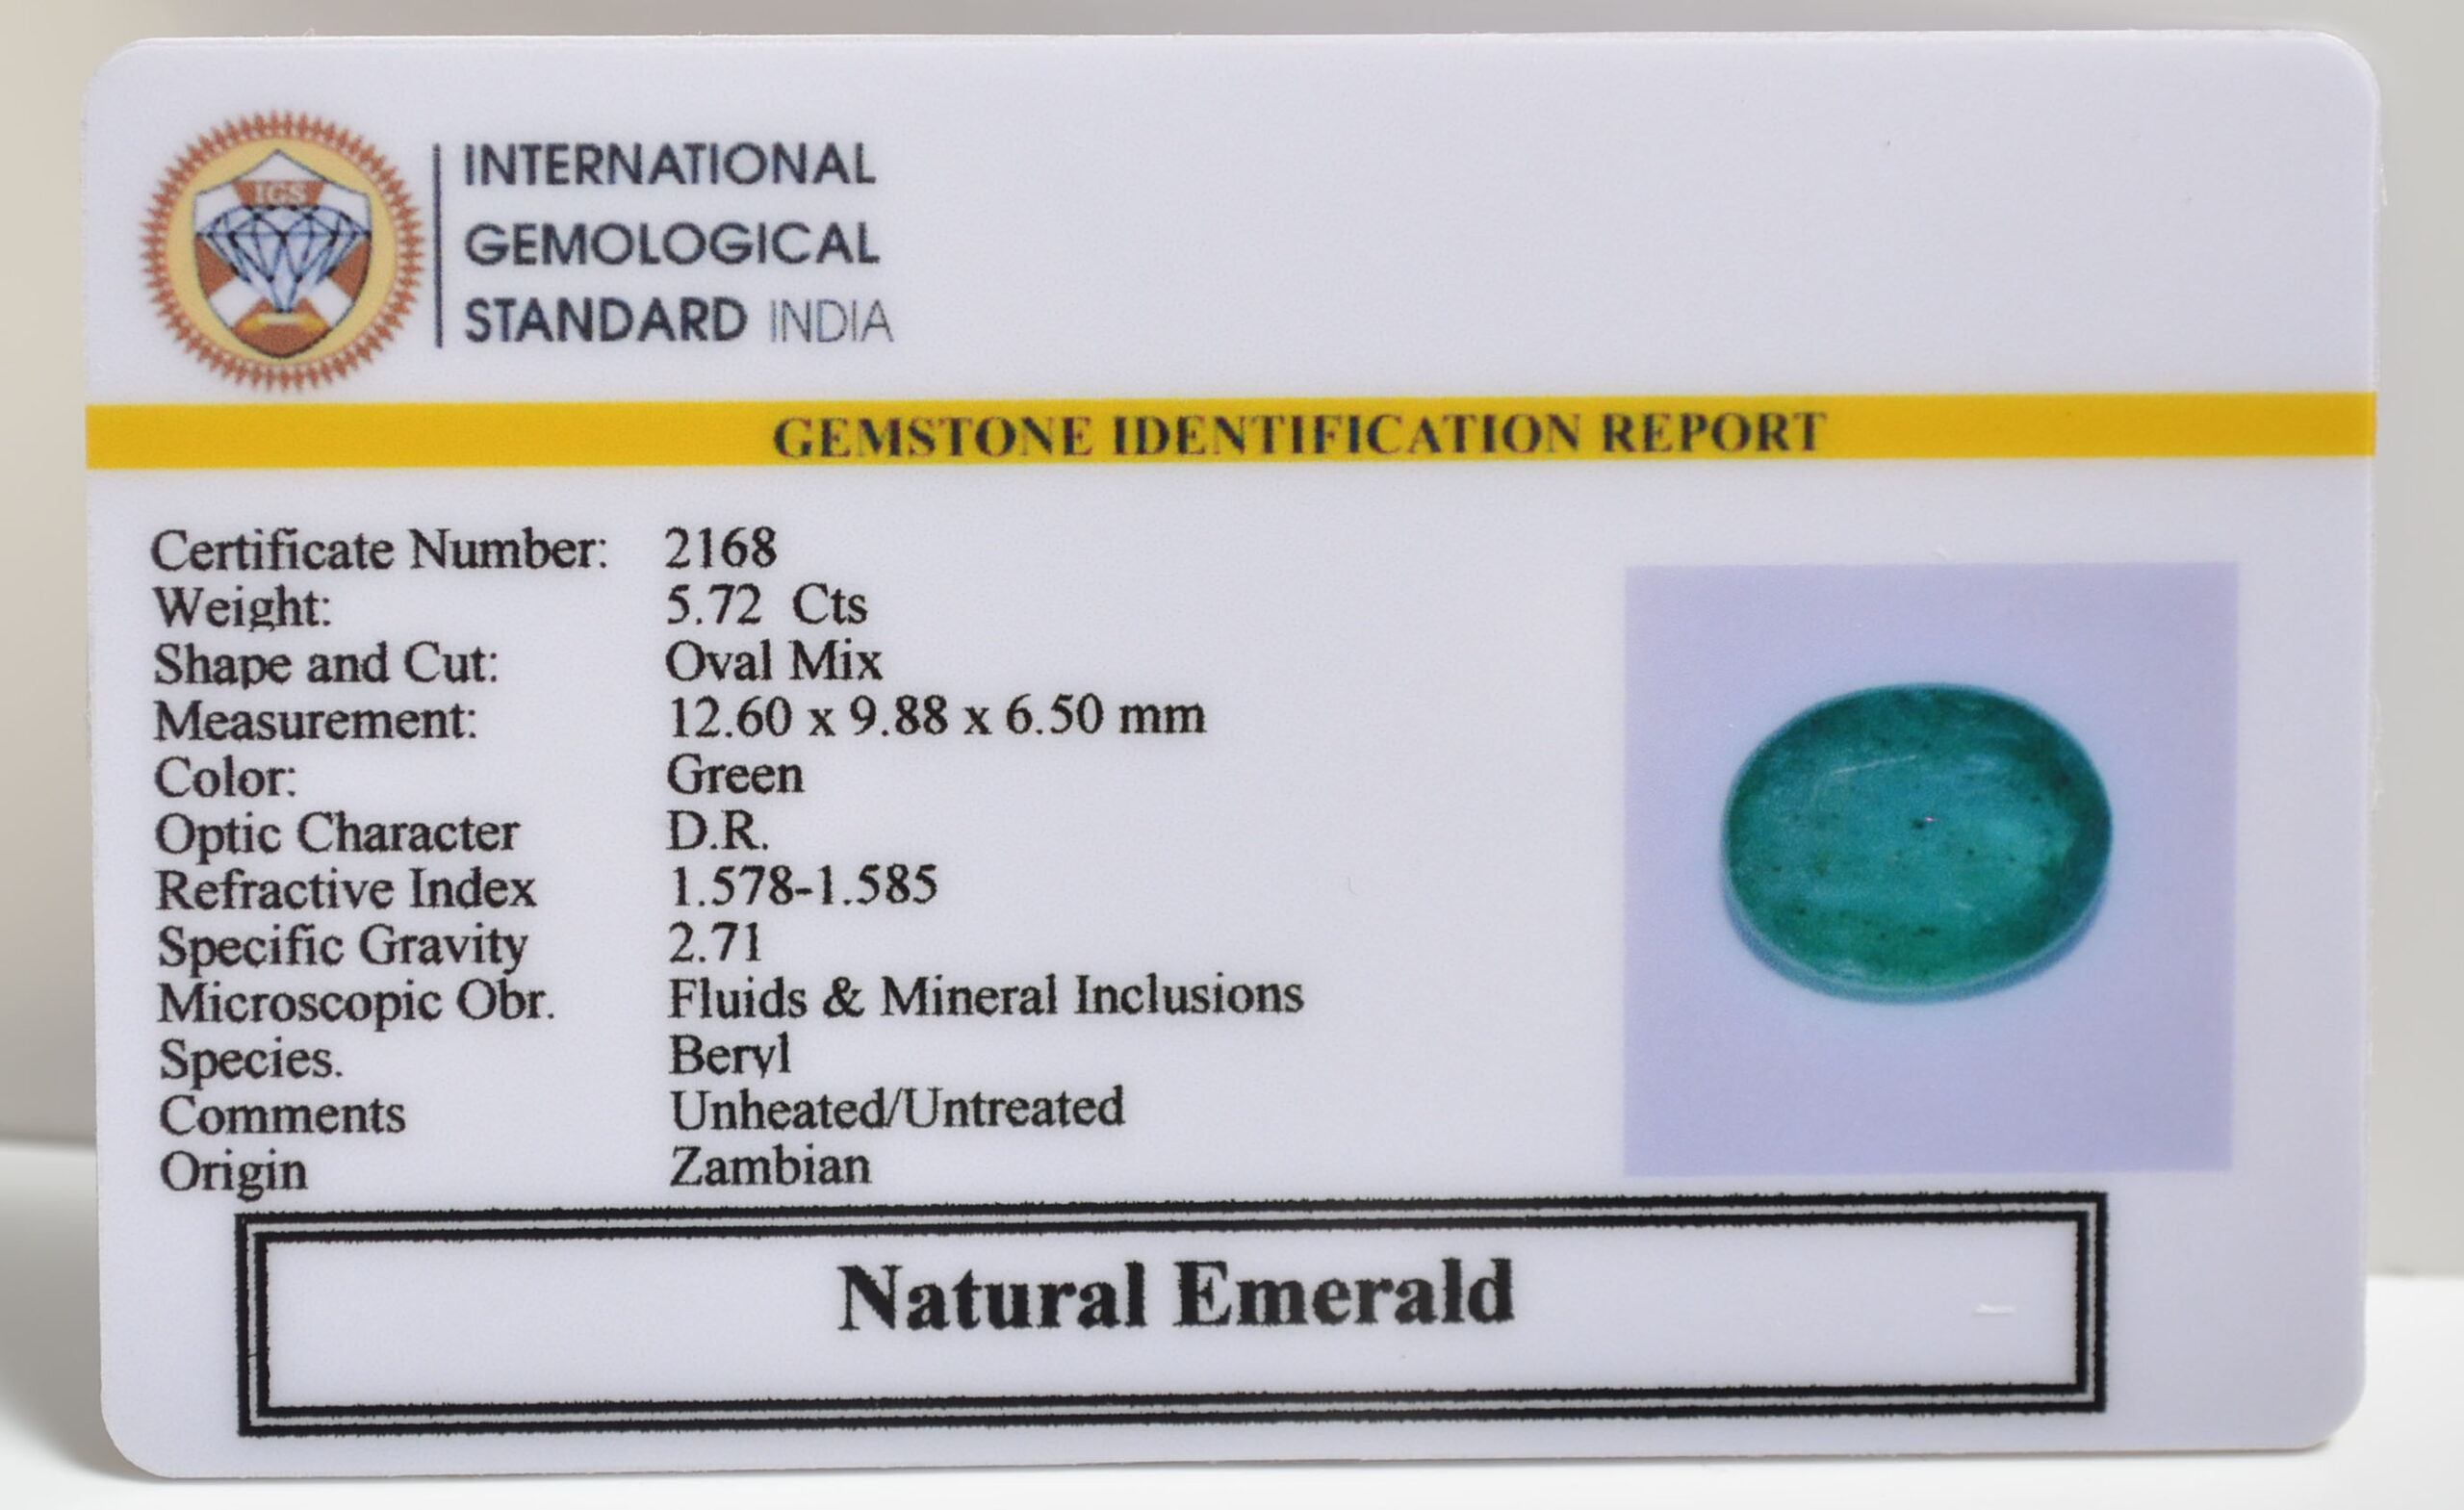 IGS
INTERNATIONAL
GEMOLOGICAL
STANDARD INDIA
GEMSTONE IDENTIFICATION REPORT
Certificate Number: 2168
Weight: 5.72 Cts
Shape and Cut: Oval Mix
Measurement: 12.60 x 9.88 x 6.50 mm
Color: Green
Optic Character D.R.
Refractive Index 1.578-1.585
Specific Gravity 2.71
Microscopic Obr. Fluids & Mineral Inclusions
Species. Beryl
Comments Unheated/Untreated
Origin Zambian
Natural Emerald